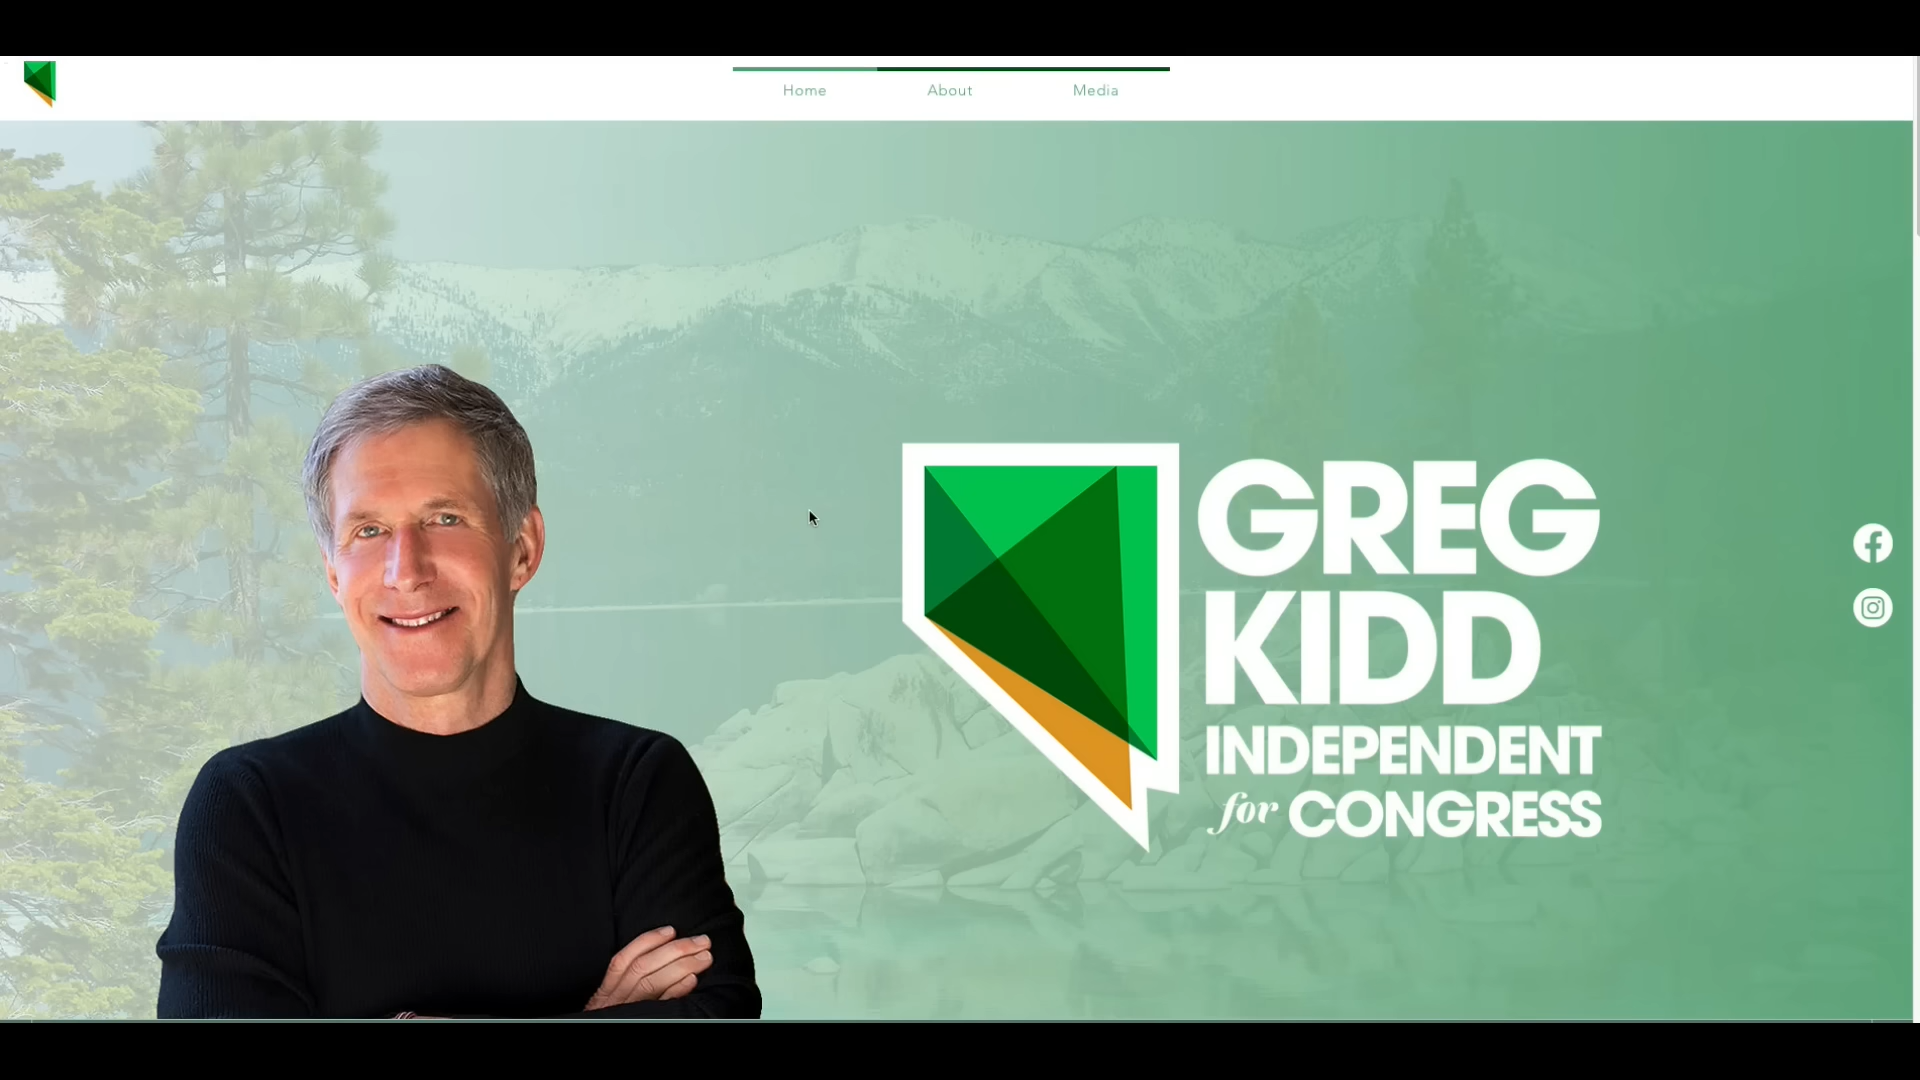 Home
About
Media
GREG
KIDD
INDEPENDENT
for CONGRESS